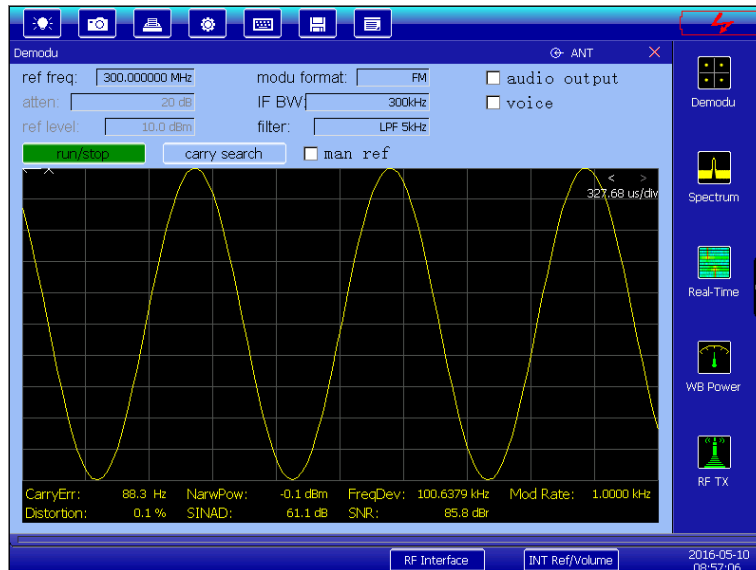 Demodu ANT
ref freq: 300.000000 MHz modu format: FM audio output
atten: 20 dB IF BW: 300kHz voice
ref level: 10.0 dBm filter: LPF 5kHz
run/stop carry search man ref
< >
327.68 us/div
CarryErr: 88.3 Hz NarwPow: -0.1 dBm FreqDev: 100.6379 kHz Mod Rate: 1.0000 kHz
Distortion: 0.1 % SINAD: 61.1 dB SNR: 85.8 dBr
Demodu
Spectrum
Real-Time
WB Power
RF TX
RF Interface INT Ref/Volume
2016-05-10
08:57:06